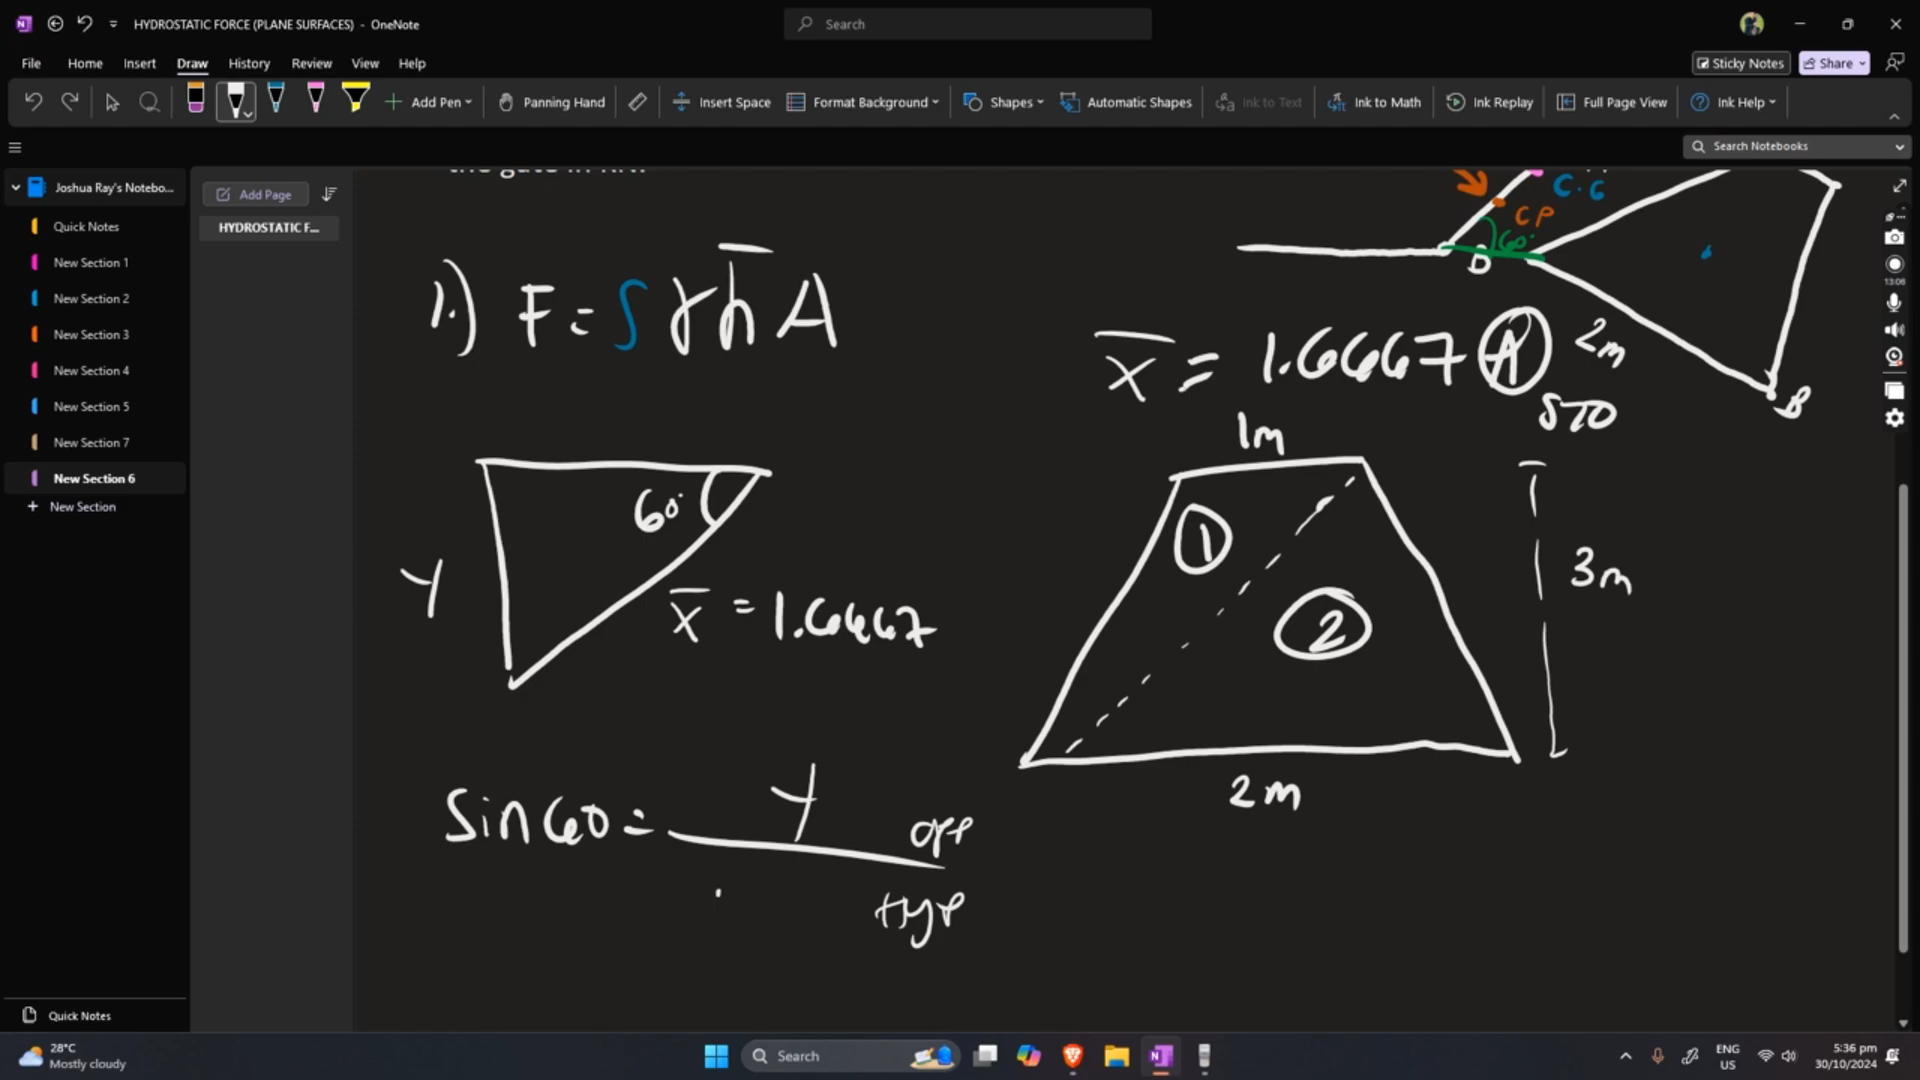 HYDROSTATIC FORCE (PLANE SURFACES) - OneNote
Search
File Home Insert Draw History Review View Help
Sticky Notes Share
Add Pen Panning Hand Insert Space Format Background Shapes Automatic Shapes Ink to Text Ink to Math Ink Replay Full Page View Ink Help
Search Notebooks
Joshua Ray's Notebo...
Quick Notes
New Section 1
New Section 2
New Section 3
New Section 4
New Section 5
New Section 7
New Section 6
New Section
Quick Notes
Add Page
HYDROSTATIC F...
C.G
CP
60°
1.) F = ∫ γ h̄ A
x̄ = 1.6667 A
STO
2m
B
1m
60°
Y
x̄ = 1.6667
1
2
3m
2m
Sin60 = Y
opp
Hyp
13:06
28°C
Mostly cloudy
Search
ENG
US
5:36 pm
30/10/2024